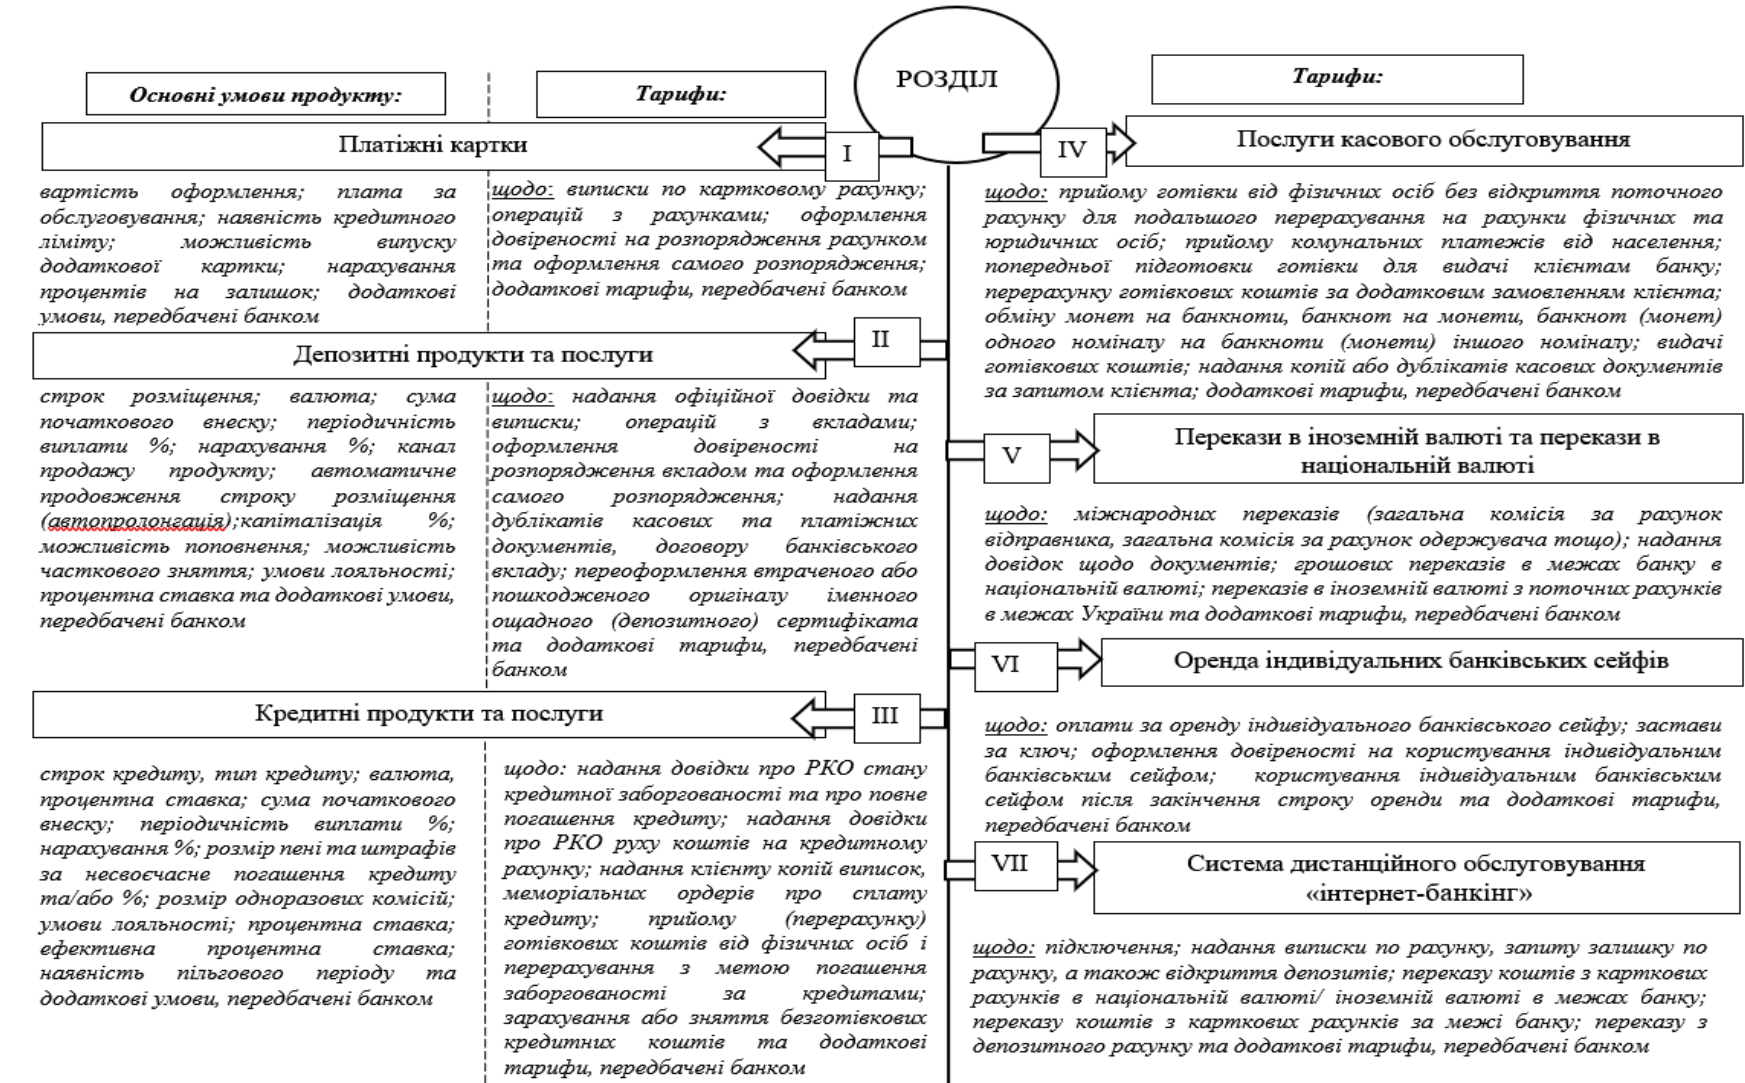 РОЗДІЛ
Основні умови продукту:
Тарифи:
I
Платіжні картки
вартість оформлення; плата за
обслуговування; наявність кредитного
ліміту; можливість випуску
додаткової картки; нарахування
процентів на залишок; додаткові
умови, передбачені банком
щодо: виписки по картковому рахунку;
операцій з рахунками; оформлення
довіреності на розпорядження рахунком
та оформлення самого розпорядження;
додаткові тарифи, передбачені банком
II
Депозитні продукти та послуги
строк розміщення; валюта; сума
початкового внеску; періодичність
виплати %; нарахування %; канал
продажу продукту; автоматичне
продовження строку розміщення
(автопролонгація);капіталізація %;
можливість поповнення; можливість
часткового зняття; умови лояльності;
процентна ставка та додаткові умови,
передбачені банком
щодо: надання офіційної довідки та
виписки; операцій з вкладами;
оформлення довіреності на
розпорядження вкладом та оформлення
самого розпорядження; надання
дублікатів касових та платіжних
документів, договору банківського
вкладу; переоформлення втраченого або
пошкодженого оригіналу іменного
ощадного (депозитного) сертифіката
та додаткові тарифи, передбачені
банком
III
Кредитні продукти та послуги
строк кредиту, тип кредиту; валюта,
процентна ставка; сума початкового
внеску; періодичність виплати %;
нарахування %; розмір пені та штрафів
за несвоєчасне погашення кредиту
та/або %; розмір одноразових комісій;
умови лояльності; процентна ставка;
ефективна процентна ставка;
наявність пільгового періоду та
додаткові умови, передбачені банком
щодо: надання довідки про РКО стану
кредитної заборгованості та про повне
погашення кредиту; надання довідки
про РКО руху коштів на кредитному
рахунку; надання клієнту копій виписок,
меморіальних ордерів про сплату
кредиту; прийому (перерахунку)
готівкових коштів від фізичних осіб і
перерахування з метою погашення
заборгованості за кредитами;
зарахування або зняття безготівкових
кредитних коштів та додаткові
тарифи, передбачені банком
Тарифи:
IV
Послуги касового обслуговування
щодо: прийому готівки від фізичних осіб без відкриття поточного
рахунку для подальшого перерахування на рахунки фізичних та
юридичних осіб; прийому комунальних платежів від населення;
попередньої підготовки готівки для видачі клієнтам банку;
перерахунку готівкових коштів за додатковим замовленням клієнта;
обміну монет на банкноти, банкнот на монети, банкнот (монет)
одного номіналу на банкноти (монети) іншого номіналу; видачі
готівкових коштів; надання копій або дублікатів касових документів
за запитом клієнта; додаткові тарифи, передбачені банком
V
Перекази в іноземній валюті та перекази в
національній валюті
щодо: міжнародних переказів (загальна комісія за рахунок
відправника, загальна комісія за рахунок одержувача тощо); надання
довідок щодо документів; грошових переказів в межах банку в
національній валюті; переказів в іноземній валюті з поточних рахунків
в межах України та додаткові тарифи, передбачені банком
VI
Оренда індивідуальних банківських сейфів
щодо: оплати за оренду індивідуального банківського сейфу; застави
за ключ; оформлення довіреності на користування індивідуальним
банківським сейфом; користування індивідуальним банківським
сейфом після закінчення строку оренди та додаткові тарифи,
передбачені банком
VII
Система дистанційного обслуговування
«інтернет-банкінг»
щодо: підключення; надання виписки по рахунку, запиту залишку по
рахунку, а також відкриття депозитів; переказу коштів з карткових
рахунків в національній валюті/ іноземній валюті в межах банку;
переказу коштів з карткових рахунків за межі банку; переказу з
депозитного рахунку та додаткові тарифи, передбачені банком